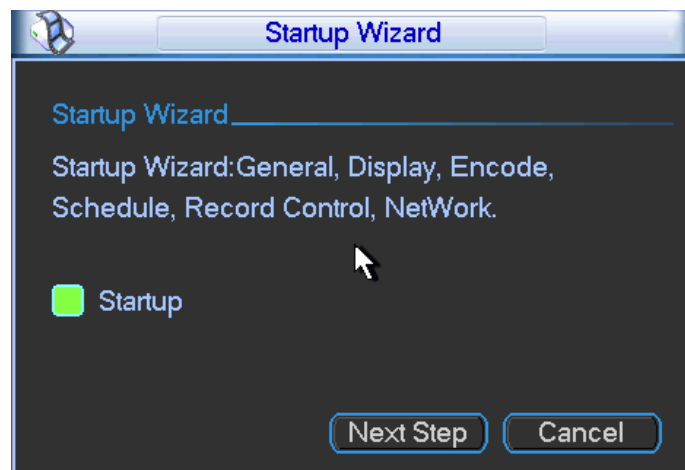 Startup Wizard
Startup Wizard
Startup Wizard:General, Display, Encode,
Schedule, Record Control, NetWork.
Startup
Next Step
Cancel